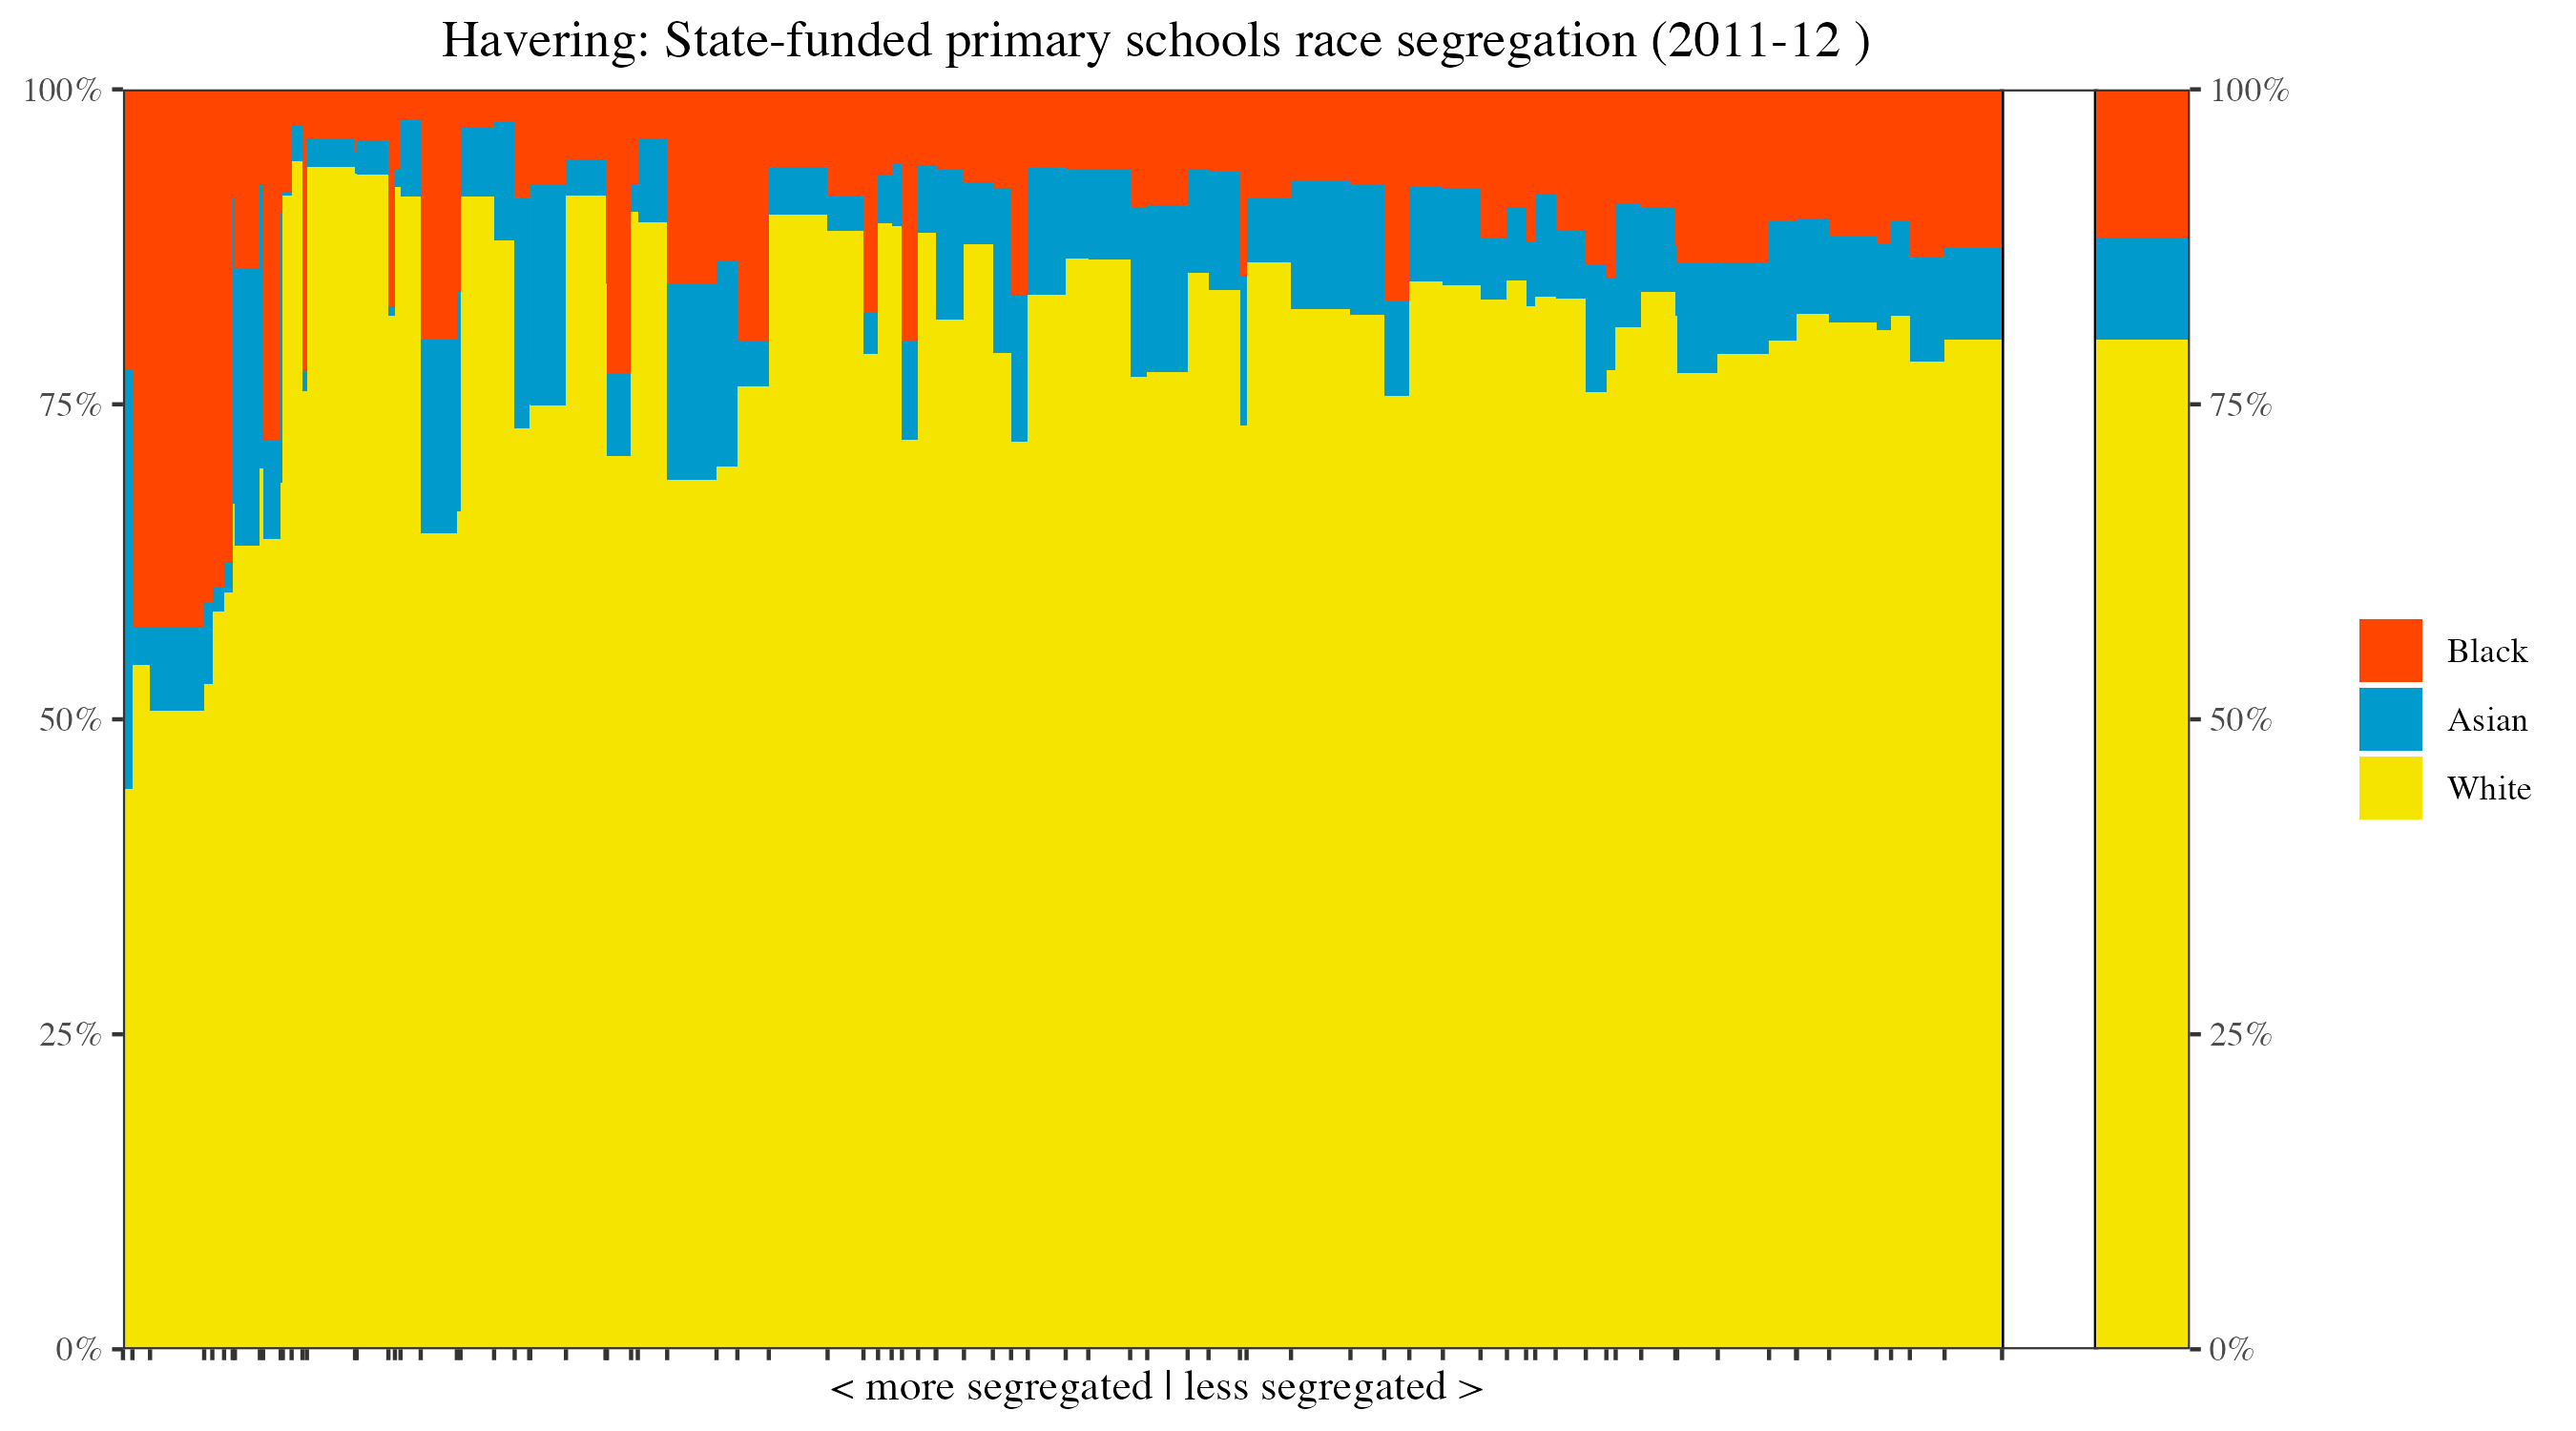 Havering: State-funded primary schools race segregation (2011-12 )
100%
100%
75%
75%
50%
50%
25%
25%
0%
0%
Black
Asian
White
< more segregated | less segregated >